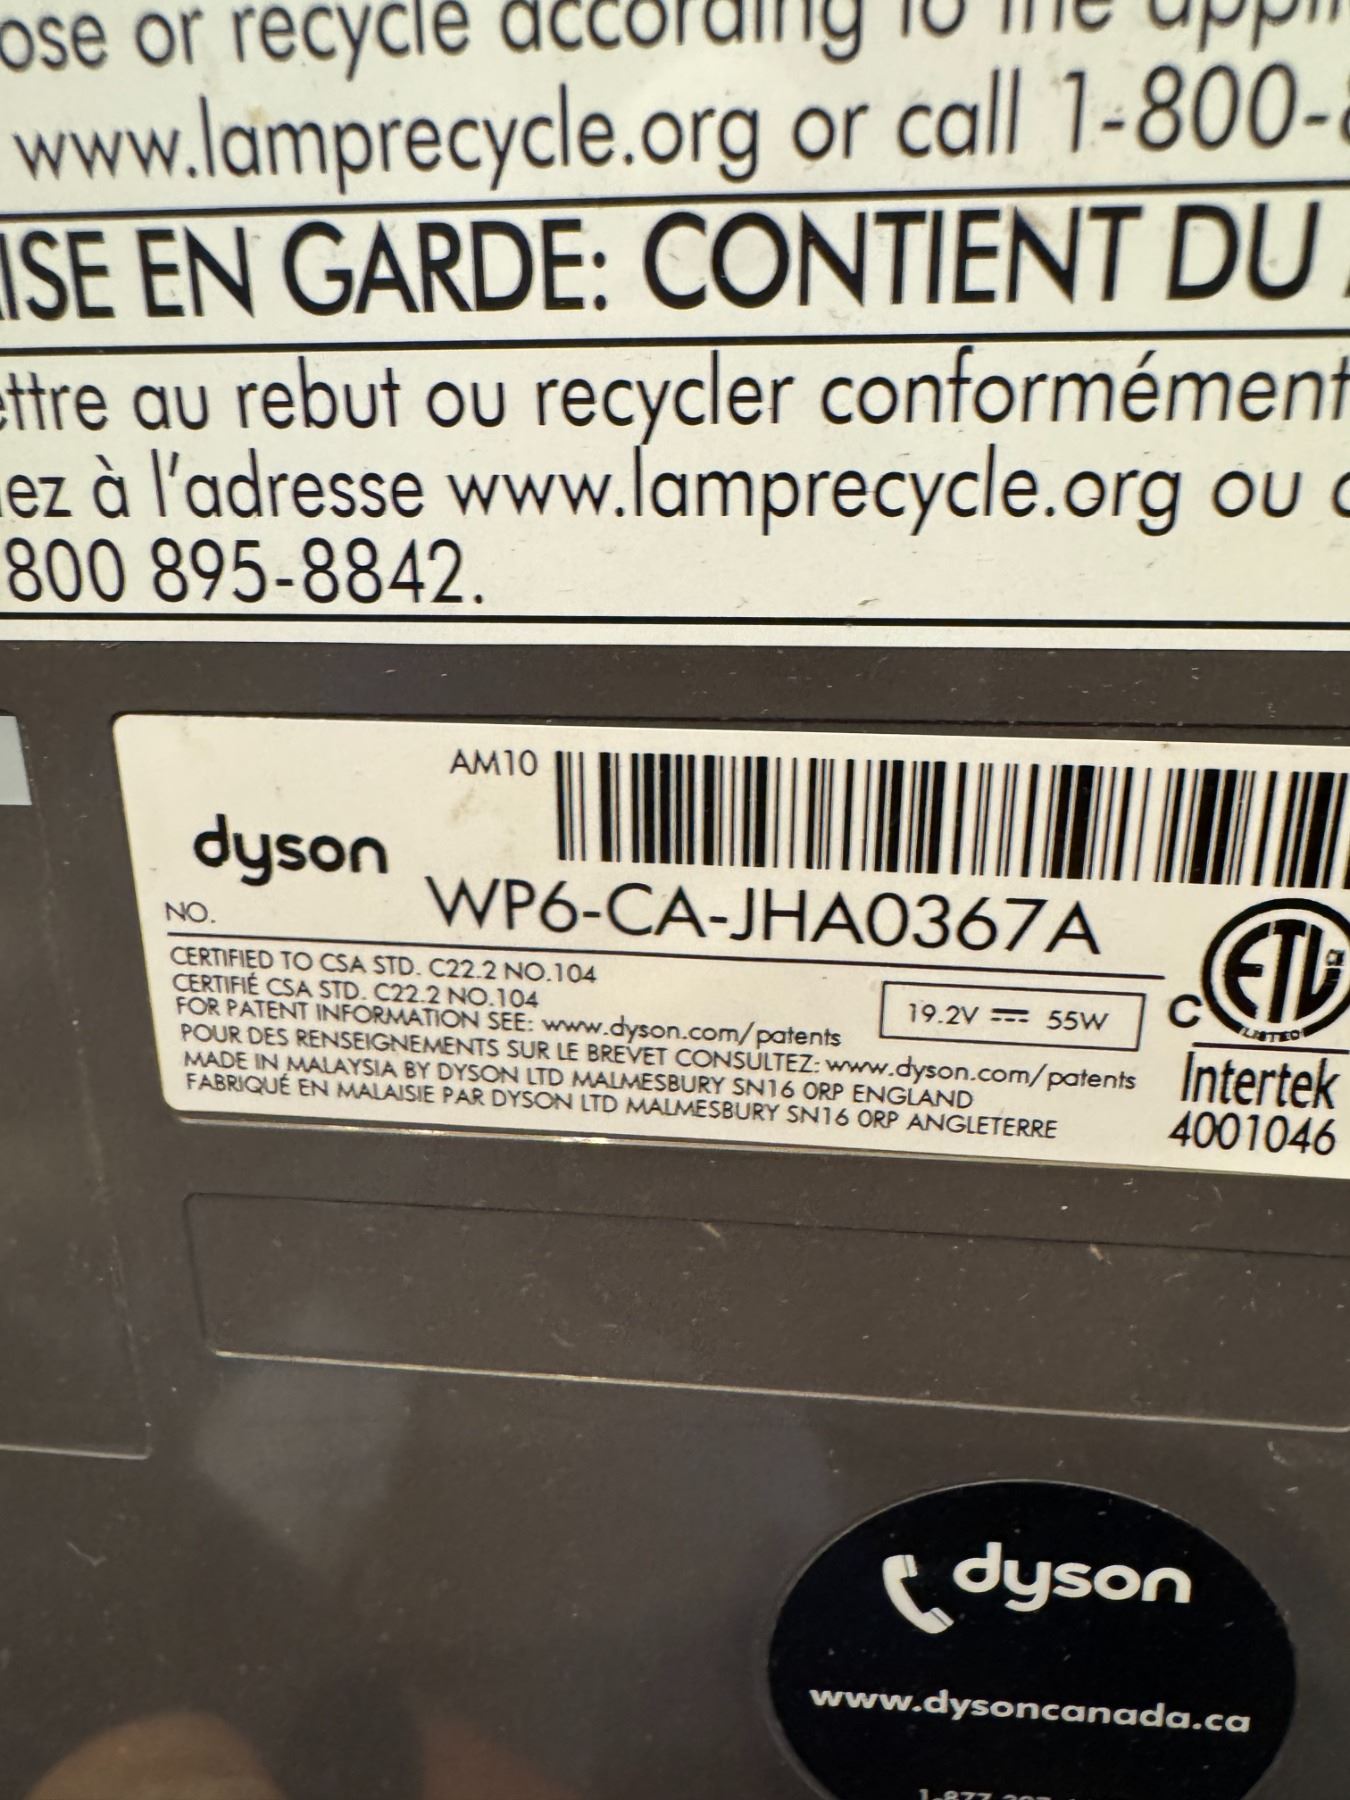 ose or recycle according to the
www.lamprecycle.org or call 1-800-
ISE EN GARDE: CONTIENT DU
ettre au rebut ou recycler conformément
ez à l'adresse www.lamprecycle.org ou
800 895-8842.
AM10
dyson
NO. WP6-CA-JHA0367A
CERTIFIED TO CSA STD. C22.2 NO.104
CERTIFIÉ CSA STD. C22.2 NO.104
FOR PATENT INFORMATION SEE: www.dyson.com/patents
19.2V 55W
POUR DES RENSEIGNEMENTS SUR LE BREVET CONSULTEZ: www.dyson.com/patents
MADE IN MALAYSIA BY DYSON LTD MALMESBURY SN16 0RP ENGLAND
FABRIQUÉ EN MALAISIE PAR DYSON LTD MALMESBURY SN16 0RP ANGLETERRE
C ETL CM
LISTED
Intertek
4001046
dyson
www.dysoncanada.ca
1-877-